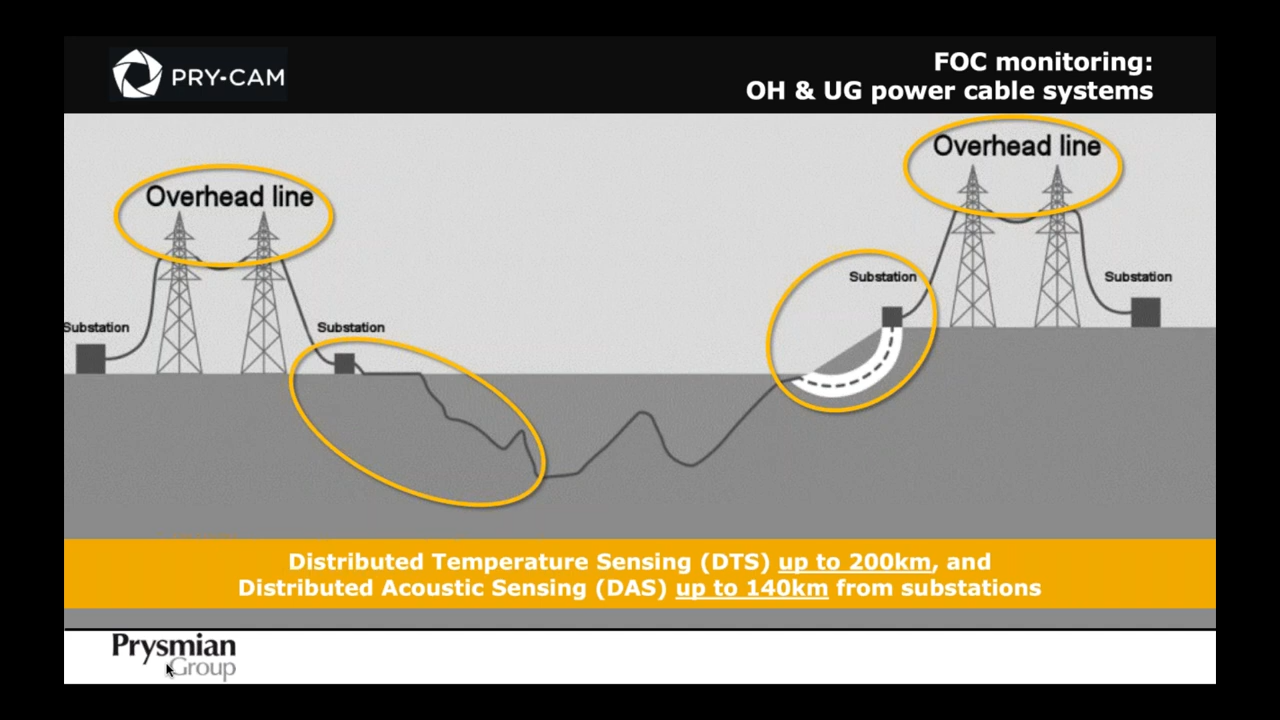 PRY-CAM
FOC monitoring:
OH & UG power cable systems
Overhead line
Overhead line
Substation
Substation
Substation
Substation
Distributed Temperature Sensing (DTS) up to 200km, and
Distributed Acoustic Sensing (DAS) up to 140km from substations
Prysmian
Group